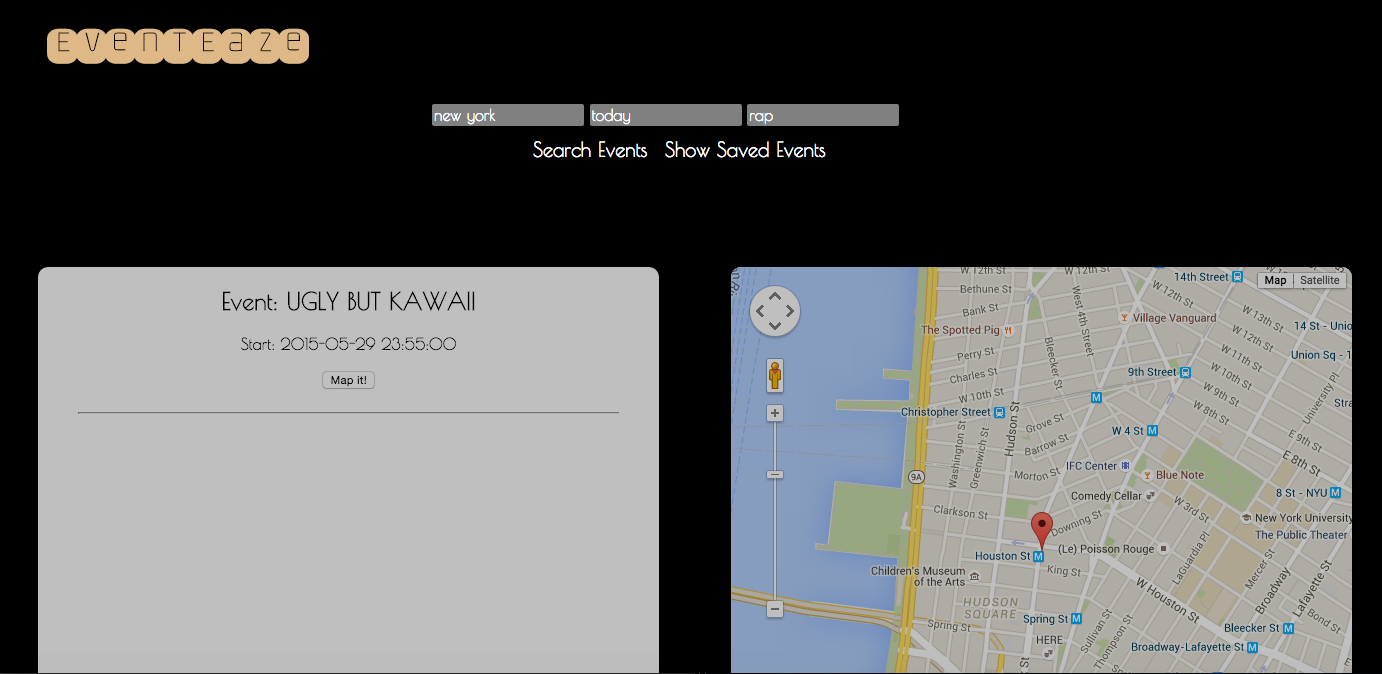 EvenTEaze
new york today rap
Search Events Show Saved Events
Event: UGLY BUT KAWAII
Start: 2015-05-29 23:55:00
Map it!
Map Satellite
W 12th St
W 12th St
14th Street
Bethune St
W 12th St
Bank St
West 4th Street
Village Vanguard
W 13th St
14 St - Unio
The Spotted Pig
W 12th St
Perry St
Bleecker St
W 11th St
Union Sq - 1
Charles St
9th Street
W 10th St
University Pl
W 10th St
W 9th St
Stra
Christopher Street
Hudson St
Grove St
W 8th St
W 4 St
Barrow St
E 9th St
Washington St
Greenwich St
IFC Center
E 8th St
9A
Morton St
Blue Note
Comedy Cellar
8 St - NYU
W 3rd St
Clarkson St
Downing St
New York University
The Public Theater
Houston St
(Le) Poisson Rouge
LaGuardia Pl
Mercer St
Children's Museum
of the Arts
King St
Broadway
Lafayette St
W Houston St
HUDSON
SQUARE
Bond St
Spring St
Spring St
Sullivan St
Thompson St
Bleecker St
HERE
Broadway-Lafayette St